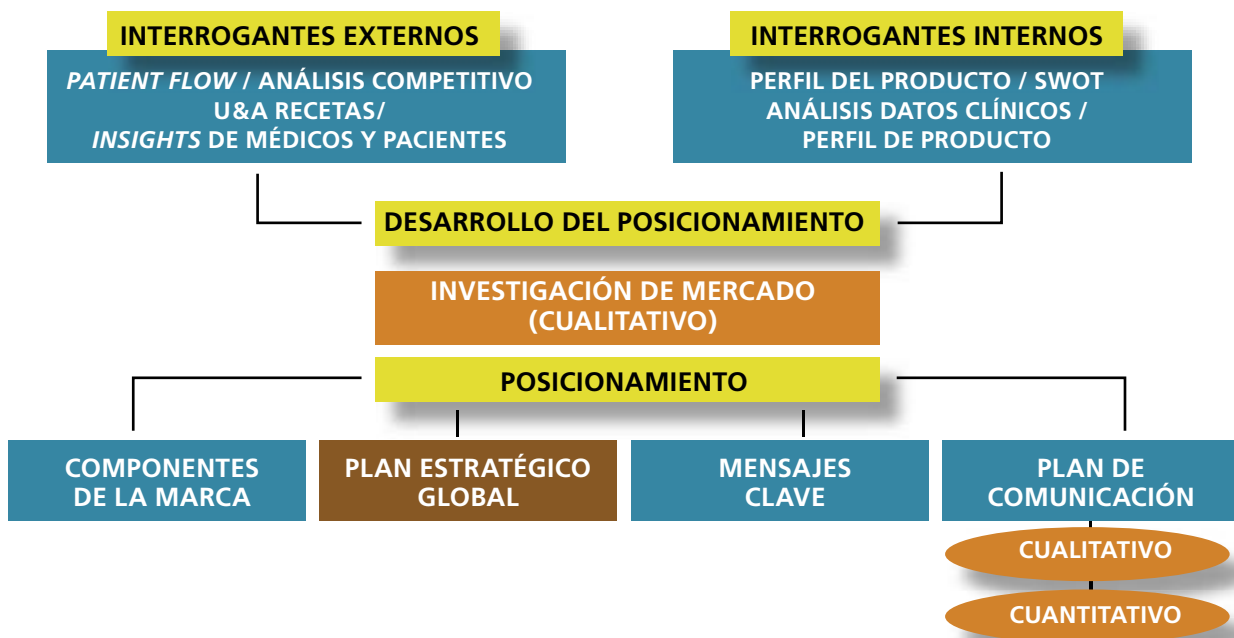 INTERROGANTES EXTERNOS
PATIENT FLOW / ANÁLISIS COMPETITIVO
U&A RECETAS/
INSIGHTS DE MÉDICOS Y PACIENTES
INTERROGANTES INTERNOS
PERFIL DEL PRODUCTO / SWOT
ANÁLISIS DATOS CLÍNICOS /
PERFIL DE PRODUCTO
DESARROLLO DEL POSICIONAMIENTO
INVESTIGACIÓN DE MERCADO
(CUALITATIVO)
POSICIONAMIENTO
COMPONENTES
DE LA MARCA
PLAN ESTRATÉGICO
GLOBAL
MENSAJES
CLAVE
PLAN DE
COMUNICACIÓN
CUALITATIVO
CUANTITATIVO